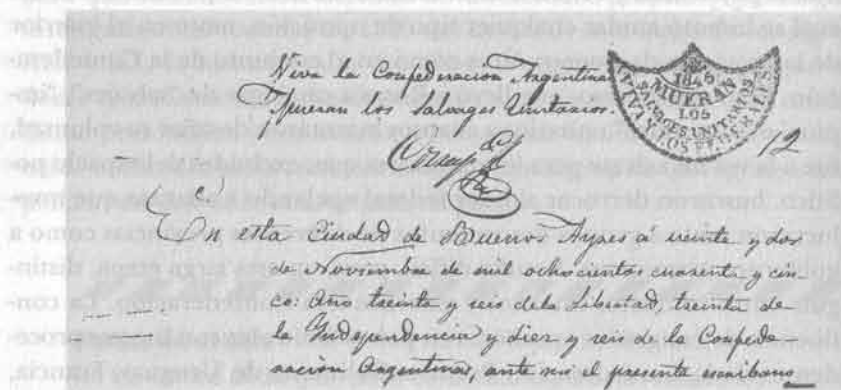 Viva la Confederacion Argentina
Mueran los Salvages Unitarios.
1845
MUERAN
LOS
SALVAGES UNITARIOS
VIVAN LOS FEDERALES
12
En esta Ciudad de Buenos Ayres á veinte y dos
de Noviembre de mil ochocientos cuarenta y cin-
co: Año treinta y seis de la Libertad, treinta de
la Independencia y diez y seis de la Confede-
racion Argentina, ante mi el presente escribano